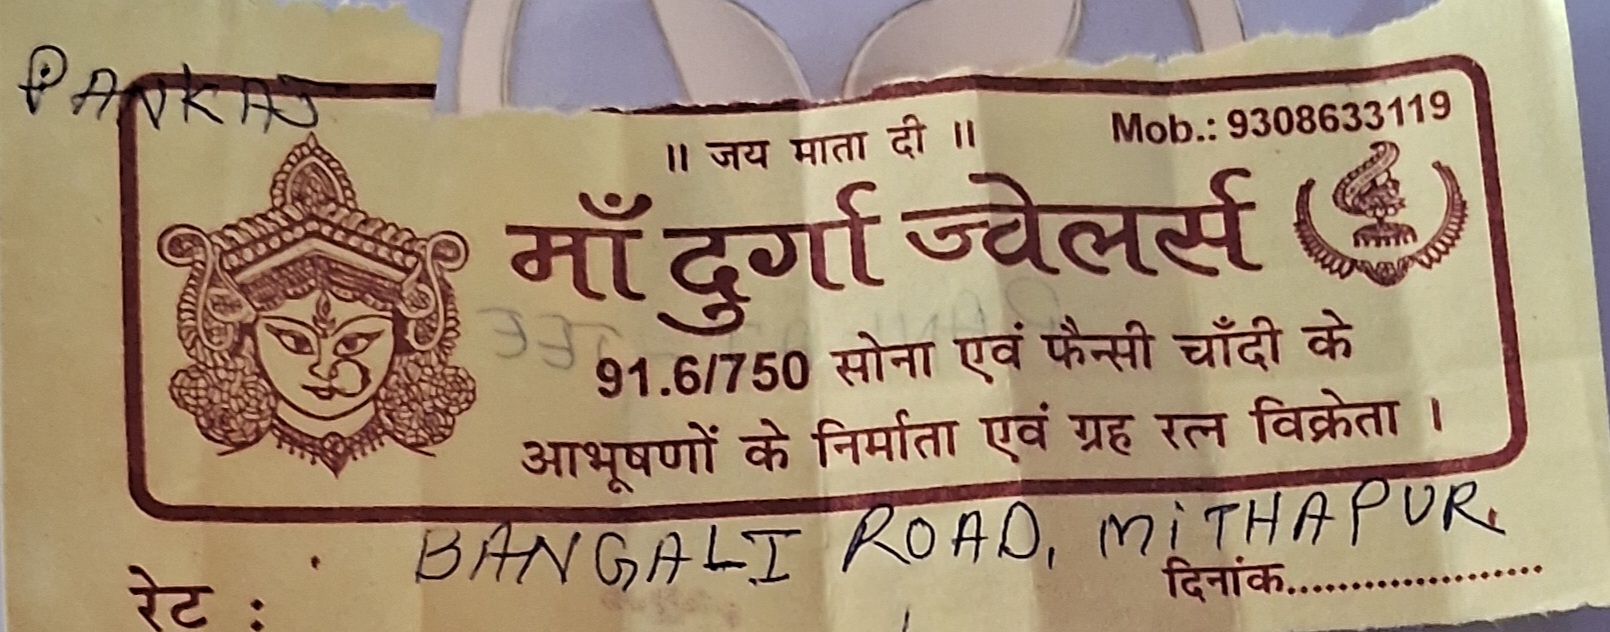 PANKAJ
॥ जय माता दी ॥
Mob.: 9308633119
माँ दुर्गा ज्वेलर्स
91.6/750 सोना एवं फैन्सी चाँदी के
आभूषणों के निर्माता एवं ग्रह रत्न विक्रेता ।
BANGALI ROAD, MiTHAPUR.
रेट :
दिनांक....................